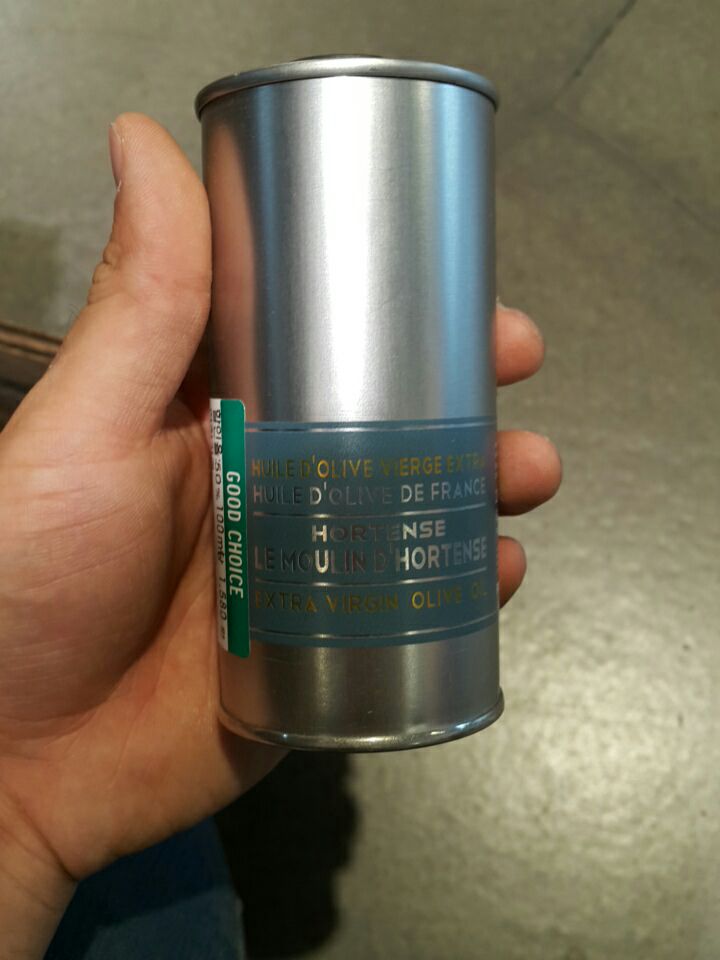 HUILE D'OLIVE VIERGE EXTRA
HUILE D'OLIVE DE FRANCE
HORTENSE
LE MOULIN D'HORTENSE
EXTRA VIRGIN OLIVE OIL
GOOD CHOICE